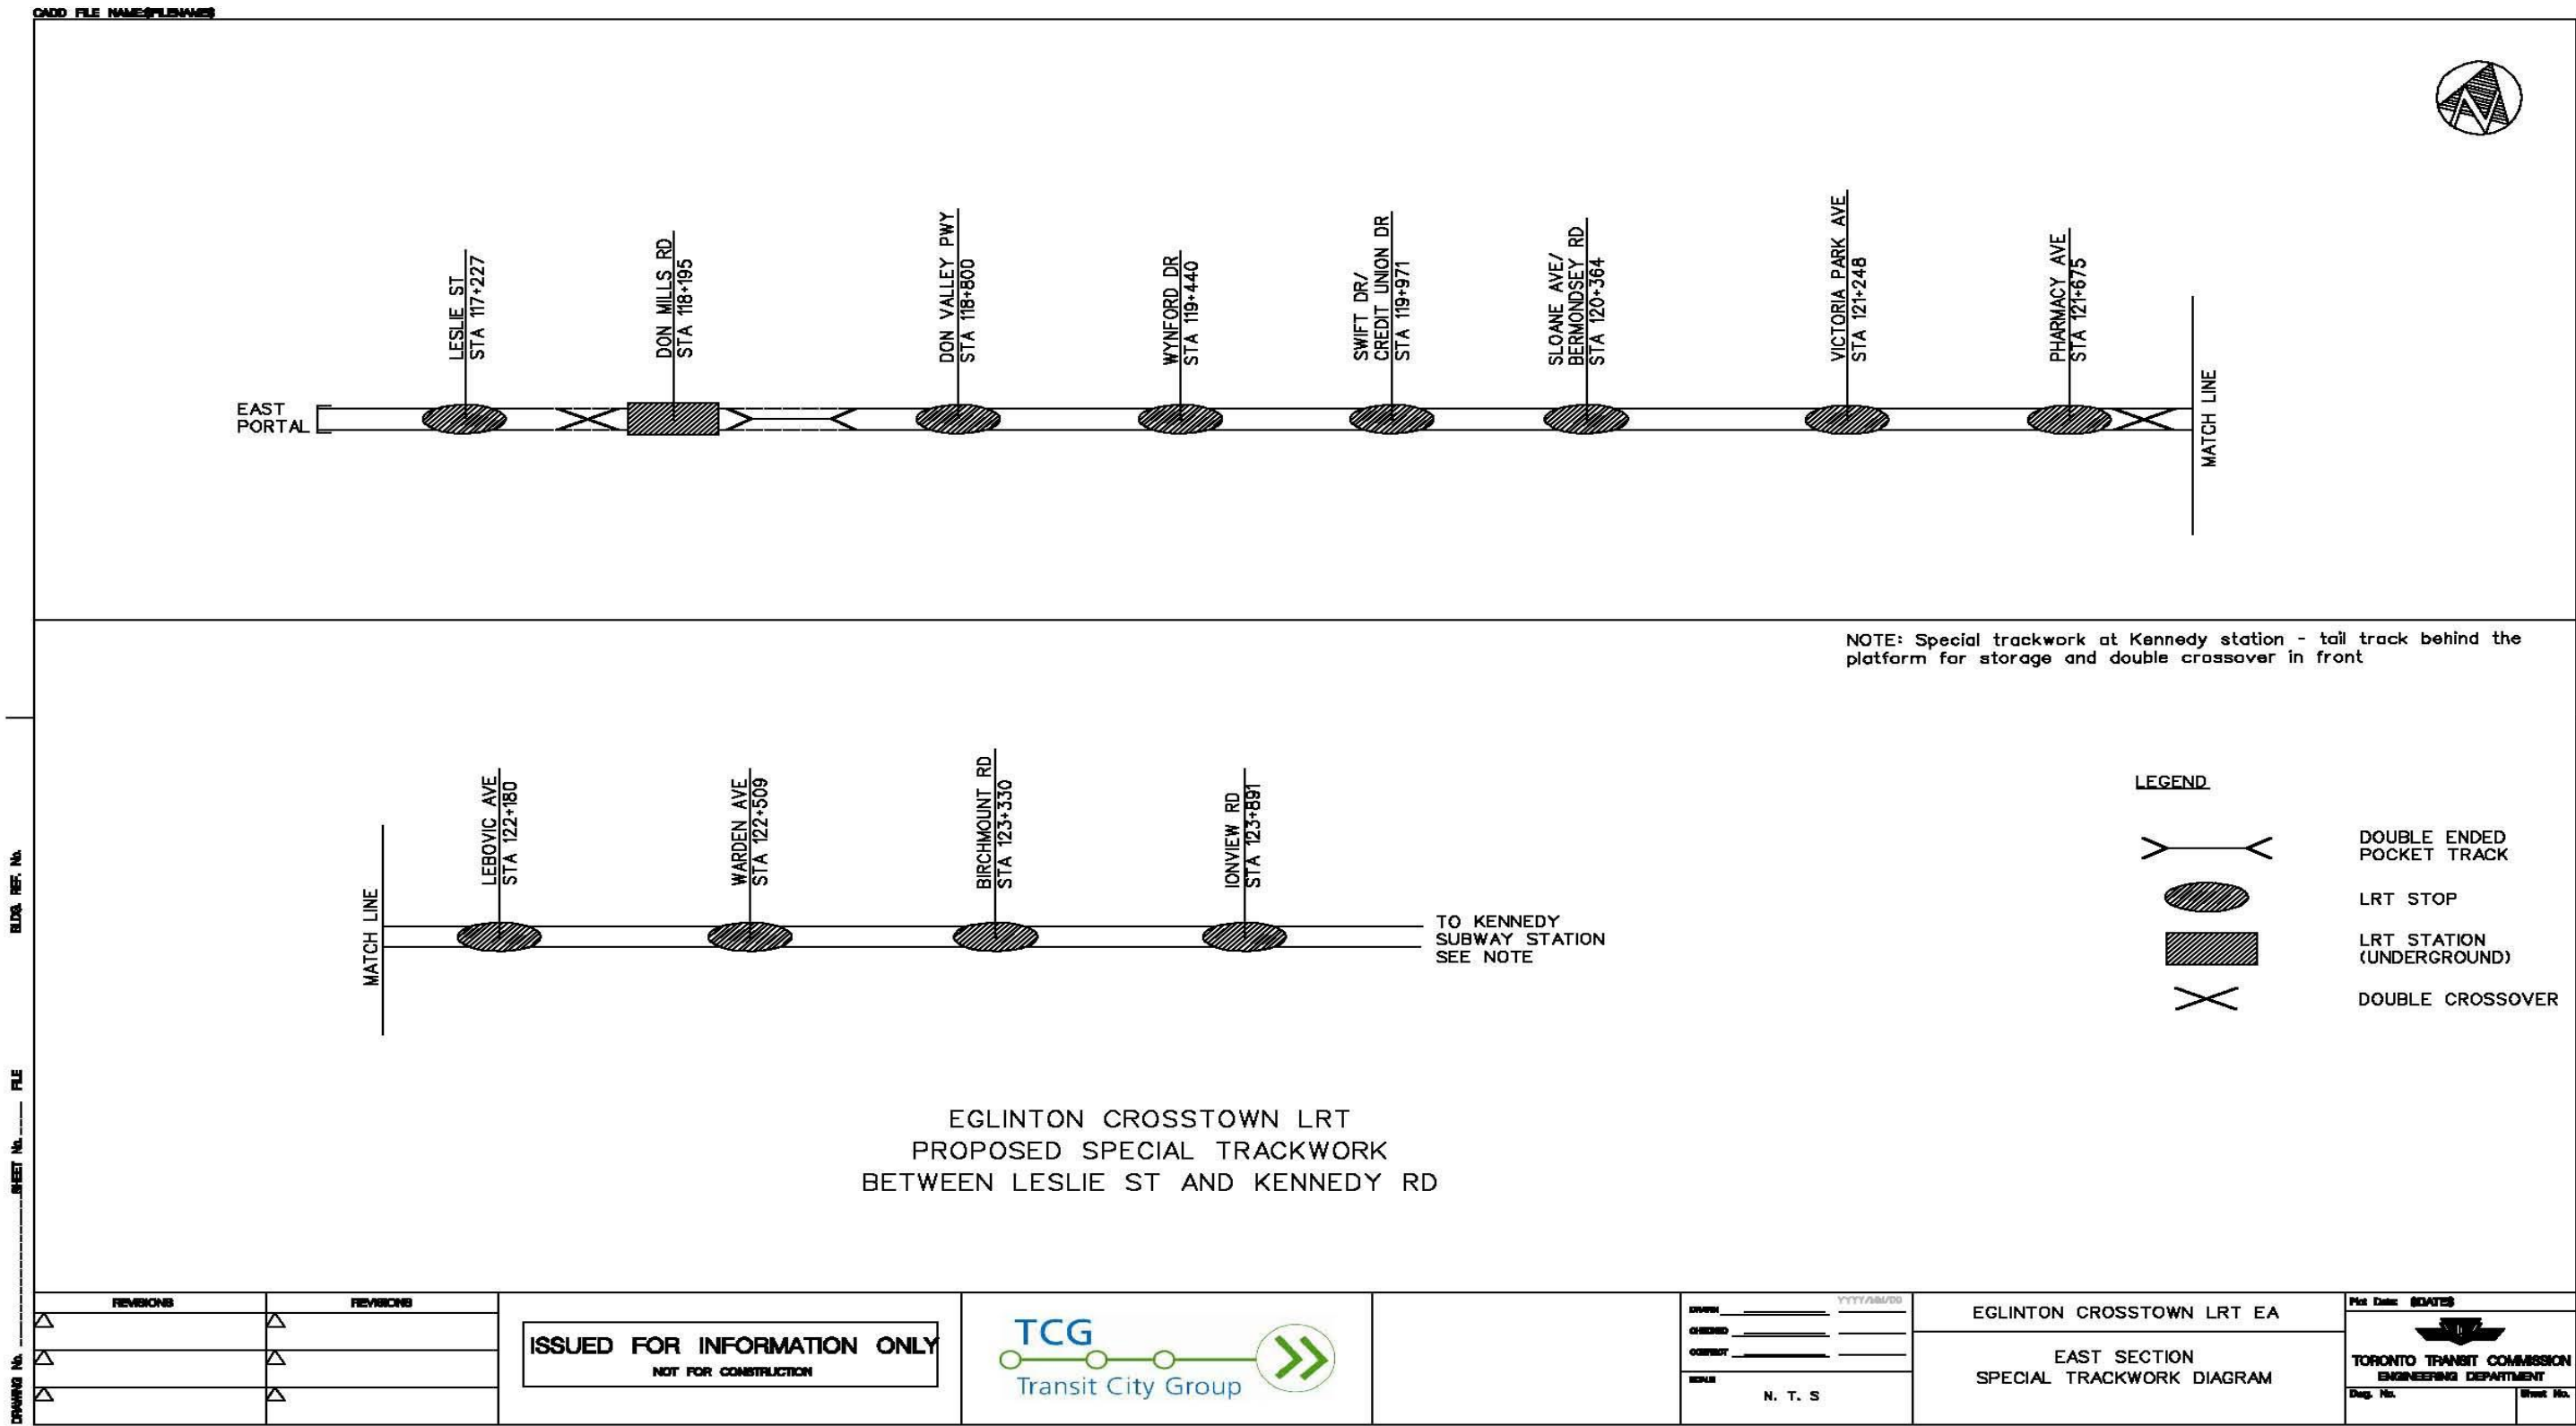 CADD FILE NAME:$FILENAME$
LESLIE ST
STA 117+227
DON MILLS RD
STA 118+195
DON VALLEY PWY
STA 118+800
WYNFORD DR
STA 119+440
SWIFT DR/
CREDIT UNION DR
STA 119+971
SLOANE AVE/
BERMONDSEY RD
STA 120+364
VICTORIA PARK AVE
STA 121+248
PHARMACY AVE
STA 121+675
EAST
PORTAL
MATCH LINE
NOTE: Special trackwork at Kennedy station - tail track behind the
platform for storage and double crossover in front
LEBOVIC AVE
STA 122+180
WARDEN AVE
STA 122+509
BIRCHMOUNT RD
STA 123+330
IONVIEW RD
STA 123+891
MATCH LINE
TO KENNEDY
SUBWAY STATION
SEE NOTE
LEGEND
DOUBLE ENDED
POCKET TRACK
LRT STOP
LRT STATION
(UNDERGROUND)
DOUBLE CROSSOVER
EGLINTON CROSSTOWN LRT
PROPOSED SPECIAL TRACKWORK
BETWEEN LESLIE ST AND KENNEDY RD
BLDG. REF. No.
FILE
SHEET No.
DRAWING No.
REVISIONS
REVISIONS
ISSUED FOR INFORMATION ONLY
NOT FOR CONSTRUCTION
TCG
Transit City Group
YYYY/MM/DD
DRAWN
CHECKED
SCALE
N. T. S
EGLINTON CROSSTOWN LRT EA
EAST SECTION
SPECIAL TRACKWORK DIAGRAM
Plot Date: $DATE$
TORONTO TRANSIT COMMISSION
ENGINEERING DEPARTMENT
Dwg. No.
Sheet No.